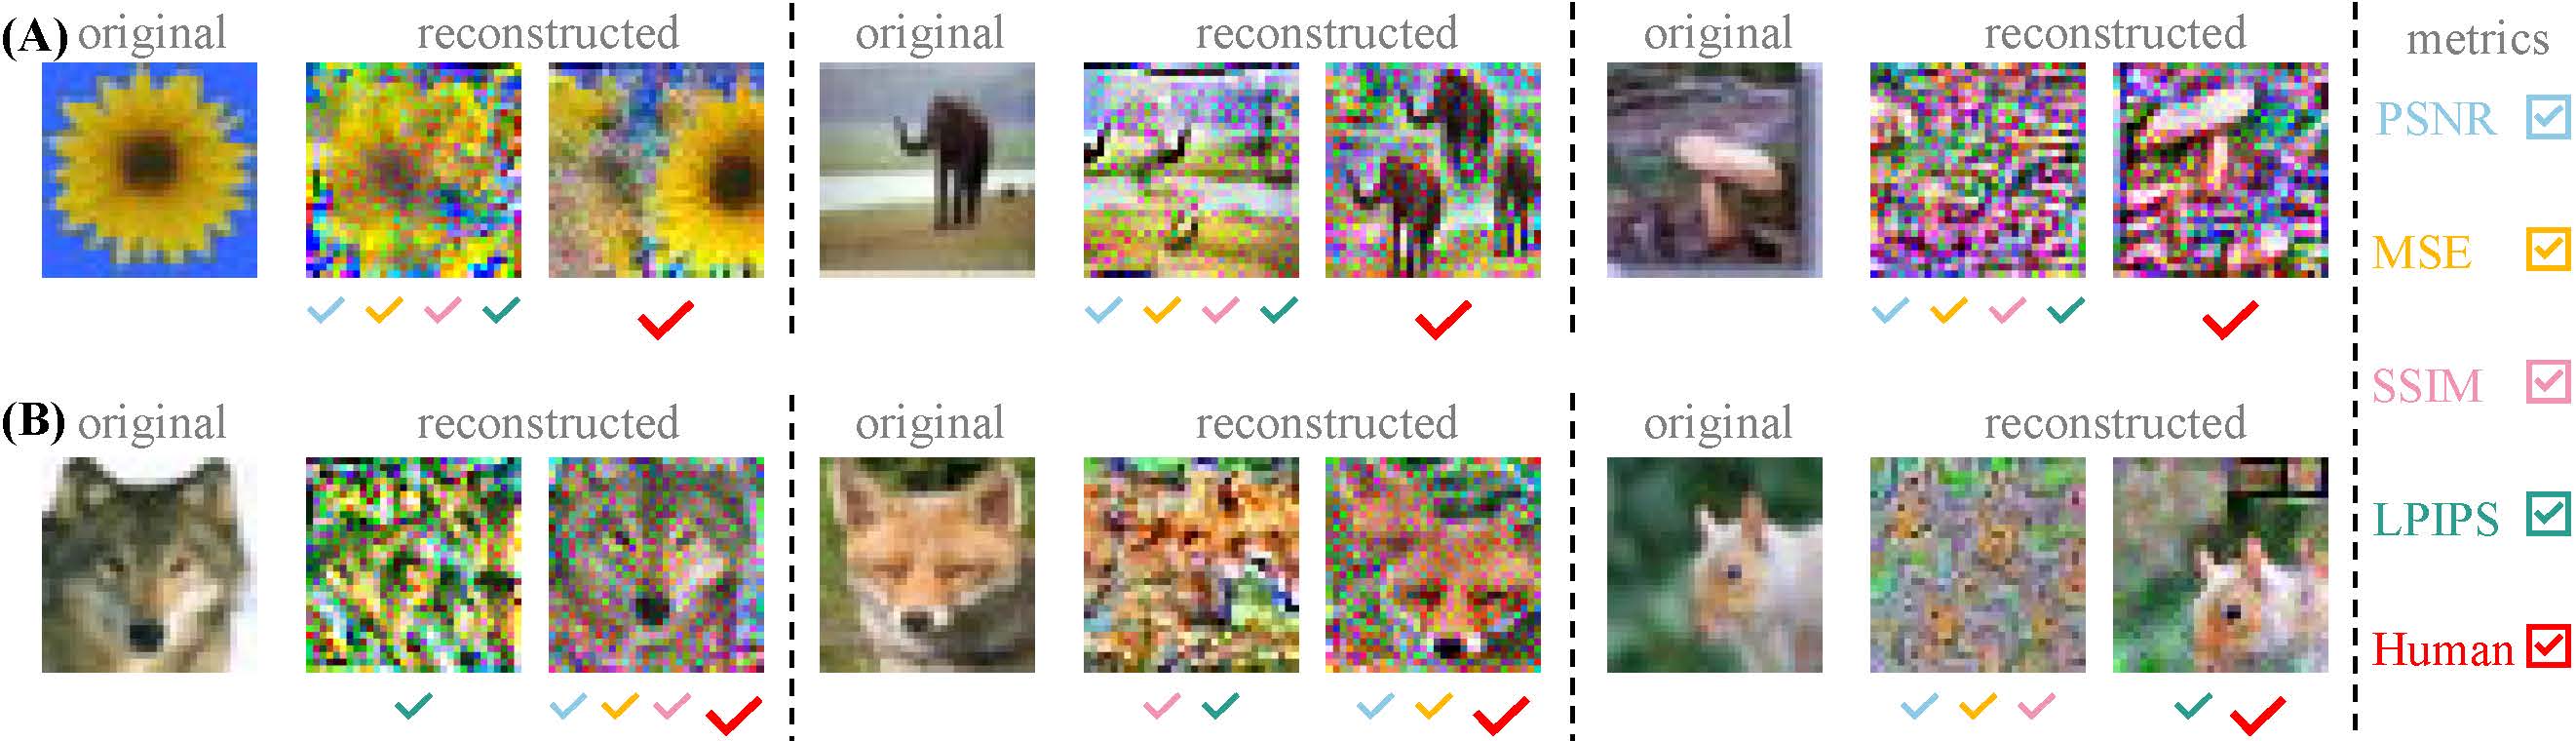 (A) original reconstructed original reconstructed original reconstructed metrics
PSNR
MSE
SSIM
(B) original reconstructed original reconstructed original reconstructed
LPIPS
Human